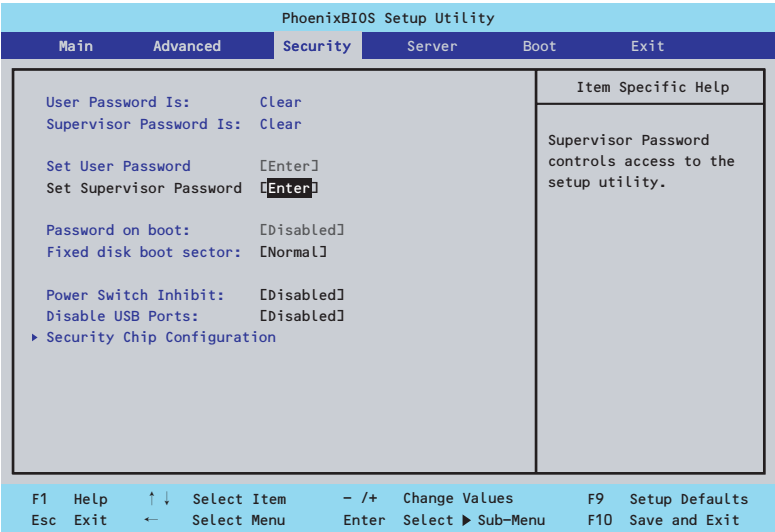 PhoenixBIOS Setup Utility
Main Advanced Security Server Boot Exit
User Password Is: Clear
Supervisor Password Is: Clear
Set User Password [Enter]
Set Supervisor Password [Enter]
Password on boot: [Disabled]
Fixed disk boot sector: [Normal]
Power Switch Inhibit: [Disabled]
Disable USB Ports: [Disabled]
▶ Security Chip Configuration
Item Specific Help
Supervisor Password
controls access to the
setup utility.
F1 Help ↑↓ Select Item - /+ Change Values F9 Setup Defaults
Esc Exit ← Select Menu Enter Select ▶ Sub-Menu F10 Save and Exit